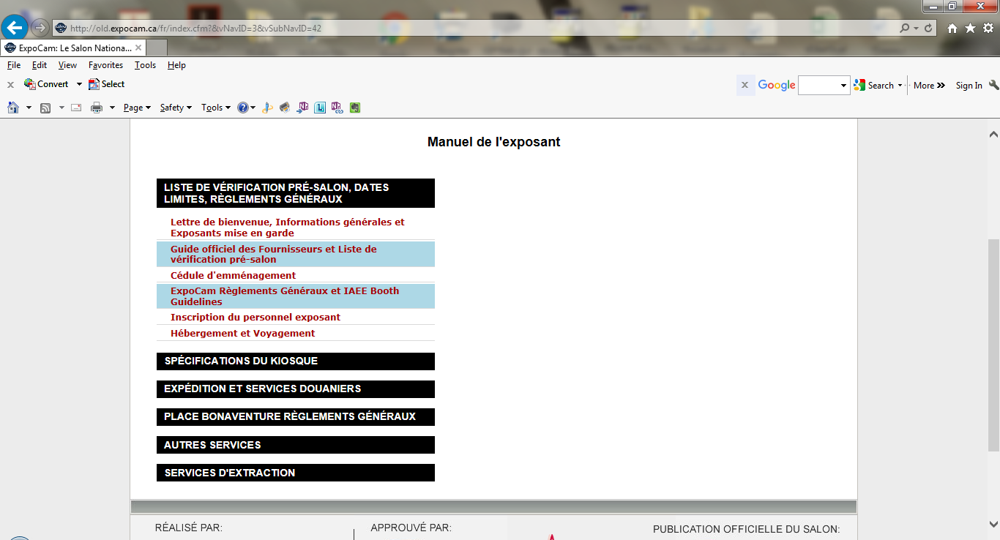 http://old.expocam.ca/fr/index.cfm?&vNavID=3&vSubNavID=42
ExpoCam: Le Salon Nationa...
File Edit View Favorites Tools Help
Convert Select
Google Search More Sign In
Page Safety Tools
Manuel de l'exposant
LISTE DE VÉRIFICATION PRÉ-SALON, DATES
LIMITES, RÈGLEMENTS GÉNÉRAUX
Lettre de bienvenue, Informations générales et
Exposants mise en garde
Guide officiel des Fournisseurs et Liste de
vérification pré-salon
Cédule d'emménagement
ExpoCam Règlements Généraux et IAEE Booth
Guidelines
Inscription du personnel exposant
Hébergement et Voyagement
SPÉCIFICATIONS DU KIOSQUE
EXPÉDITION ET SERVICES DOUANIERS
PLACE BONAVENTURE RÈGLEMENTS GÉNÉRAUX
AUTRES SERVICES
SERVICES D'EXTRACTION
RÉALISÉ PAR: APPROUVÉ PAR: PUBLICATION OFFICIELLE DU SALON: